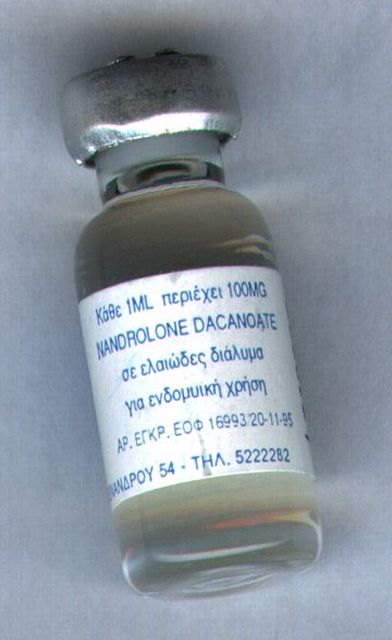 Κάθε 1ML περιέχει 100MG
NANDROLONE DACANOATE
σε ελαιώδες διάλυμα
για ενδομυική χρήση
ΑΡ. ΕΓΚΡ. ΕΟΦ 16993/20-11-95
ΝΑΝΔΡΟΥ 54 - ΤΗΛ. 5222282